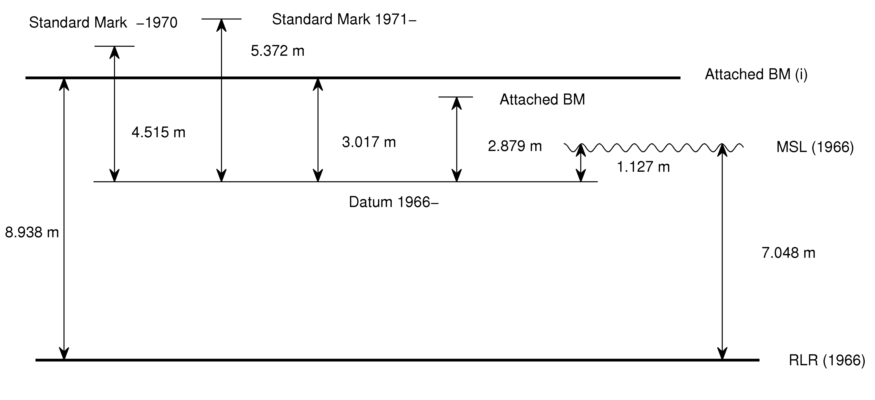 Standard Mark –1970
Standard Mark 1971–
5.372 m
Attached BM (i)
Attached BM
4.515 m
3.017 m
2.879 m
MSL (1966)
1.127 m
Datum 1966–
8.938 m
7.048 m
RLR (1966)